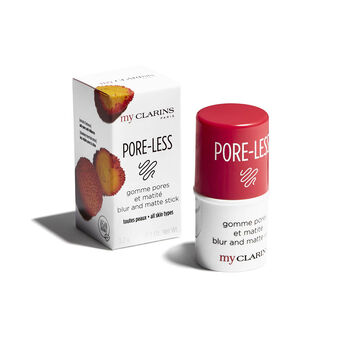 my CLARINS
PARIS
PORE-LESS
gomme pores
et matité
blur and matte stick
toutes peaux • all skin types
PORE-LESS
gomme pores
et matité
blur and matte stick
my CLARINS